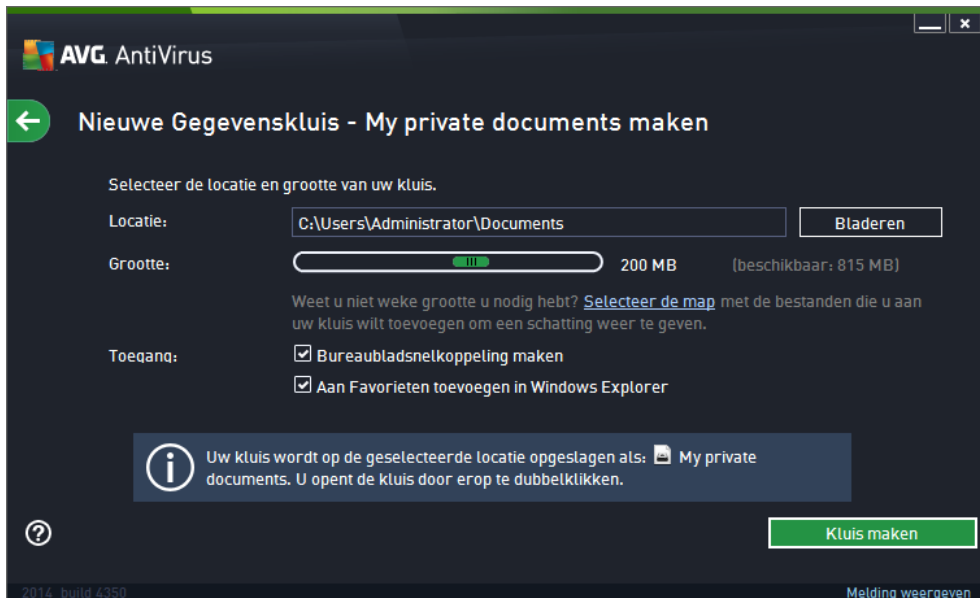 AVG. AntiVirus
Nieuwe Gegevenskluis - My private documents maken
Selecteer de locatie en grootte van uw kluis.
Locatie:
C:\Users\Administrator\Documents
Bladeren
Grootte:
200 MB
(beschikbaar: 815 MB)
Weet u niet weke grootte u nodig hebt? Selecteer de map met de bestanden die u aan
uw kluis wilt toevoegen om een schatting weer te geven.
Toegang:
Bureaubladsnelkoppeling maken
Aan Favorieten toevoegen in Windows Explorer
Uw kluis wordt op de geselecteerde locatie opgeslagen als: My private
documents. U opent de kluis door erop te dubbelklikken.
Kluis maken
2014 build 4350
Melding weergeven